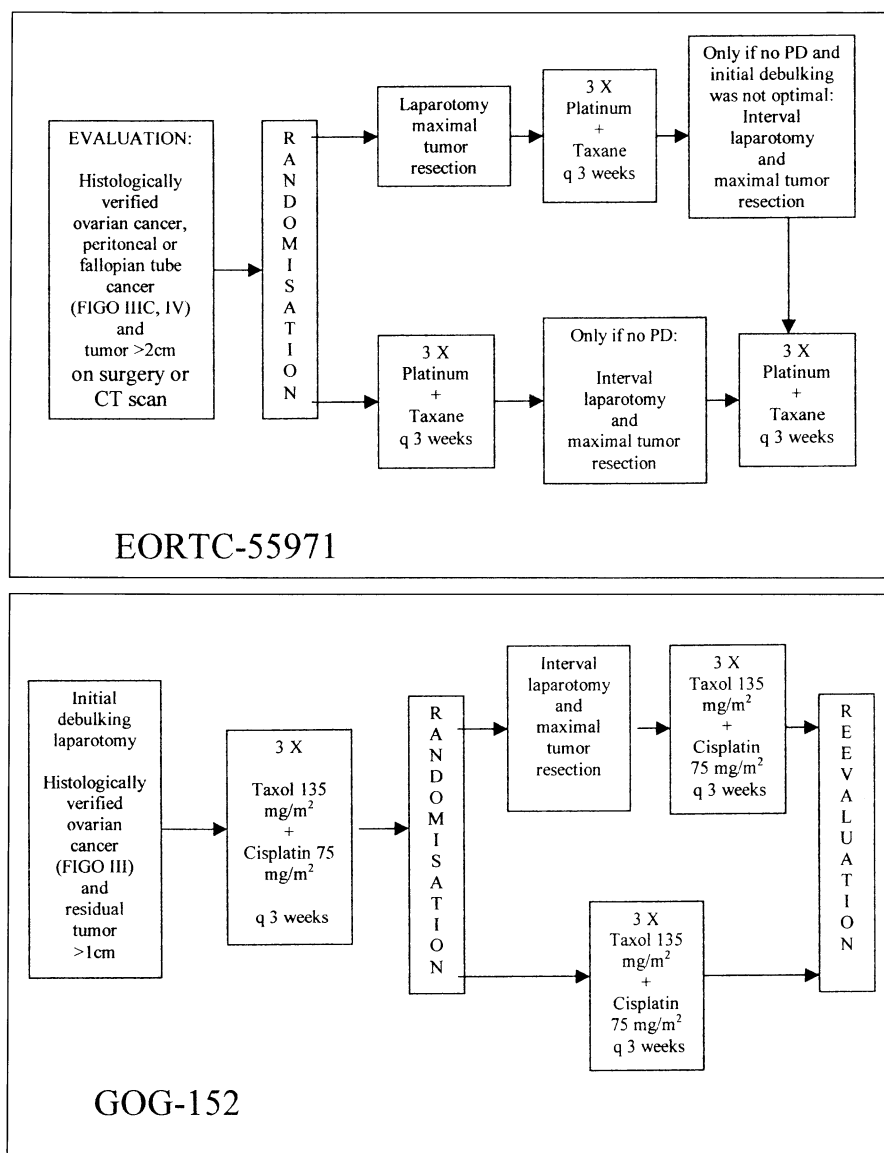 EVALUATION:
Histologically
verified
ovarian cancer,
peritoneal or
fallopian tube
cancer
(FIGO IIIC, IV)
and
tumor >2cm
on surgery or
CT scan
R
A
N
D
O
M
I
S
A
T
I
O
N
Laparotomy
maximal
tumor
resection
3 X
Platinum
+
Taxane
q 3 weeks
Only if no PD and
initial debulking
was not optimal:
Interval
laparotomy
and
maximal tumor
resection
3 X
Platinum
+
Taxane
q 3 weeks
Only if no PD:
Interval
laparotomy
and
maximal tumor
resection
3 X
Platinum
+
Taxane
q 3 weeks
EORTC-55971
Initial
debulking
laparotomy
Histologically
verified
ovarian cancer
(FIGO III)
and
residual
tumor
>1cm
3 X
Taxol 135
mg/m²
+
Cisplatin 75
mg/m²
q 3 weeks
R
A
N
D
O
M
I
S
A
T
I
O
N
Interval
laparotomy
and
maximal
tumor
resection
3 X
Taxol 135
mg/m²
+
Cisplatin
75 mg/m²
q 3 weeks
3 X
Taxol 135
mg/m²
+
Cisplatin
75 mg/m²
q 3 weeks
R
E
E
V
A
L
U
A
T
I
O
N
GOG-152